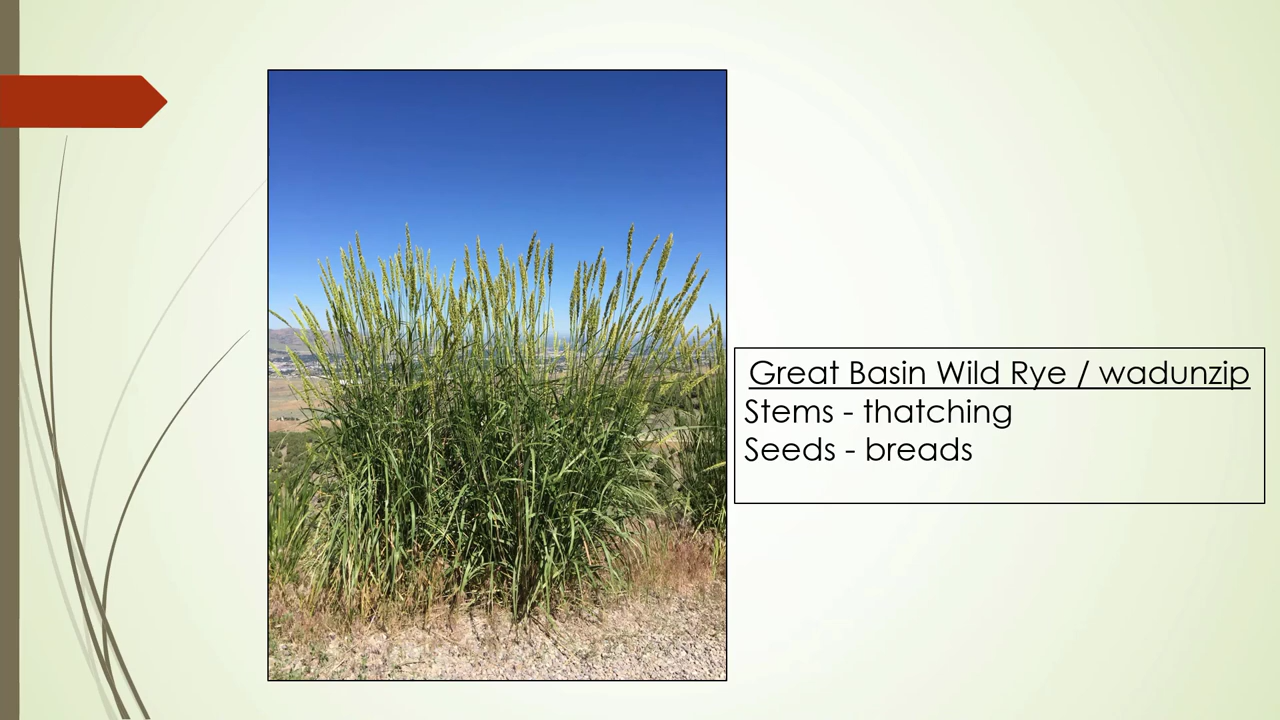 Great Basin Wild Rye / wadunzip
Stems - thatching
Seeds - breads